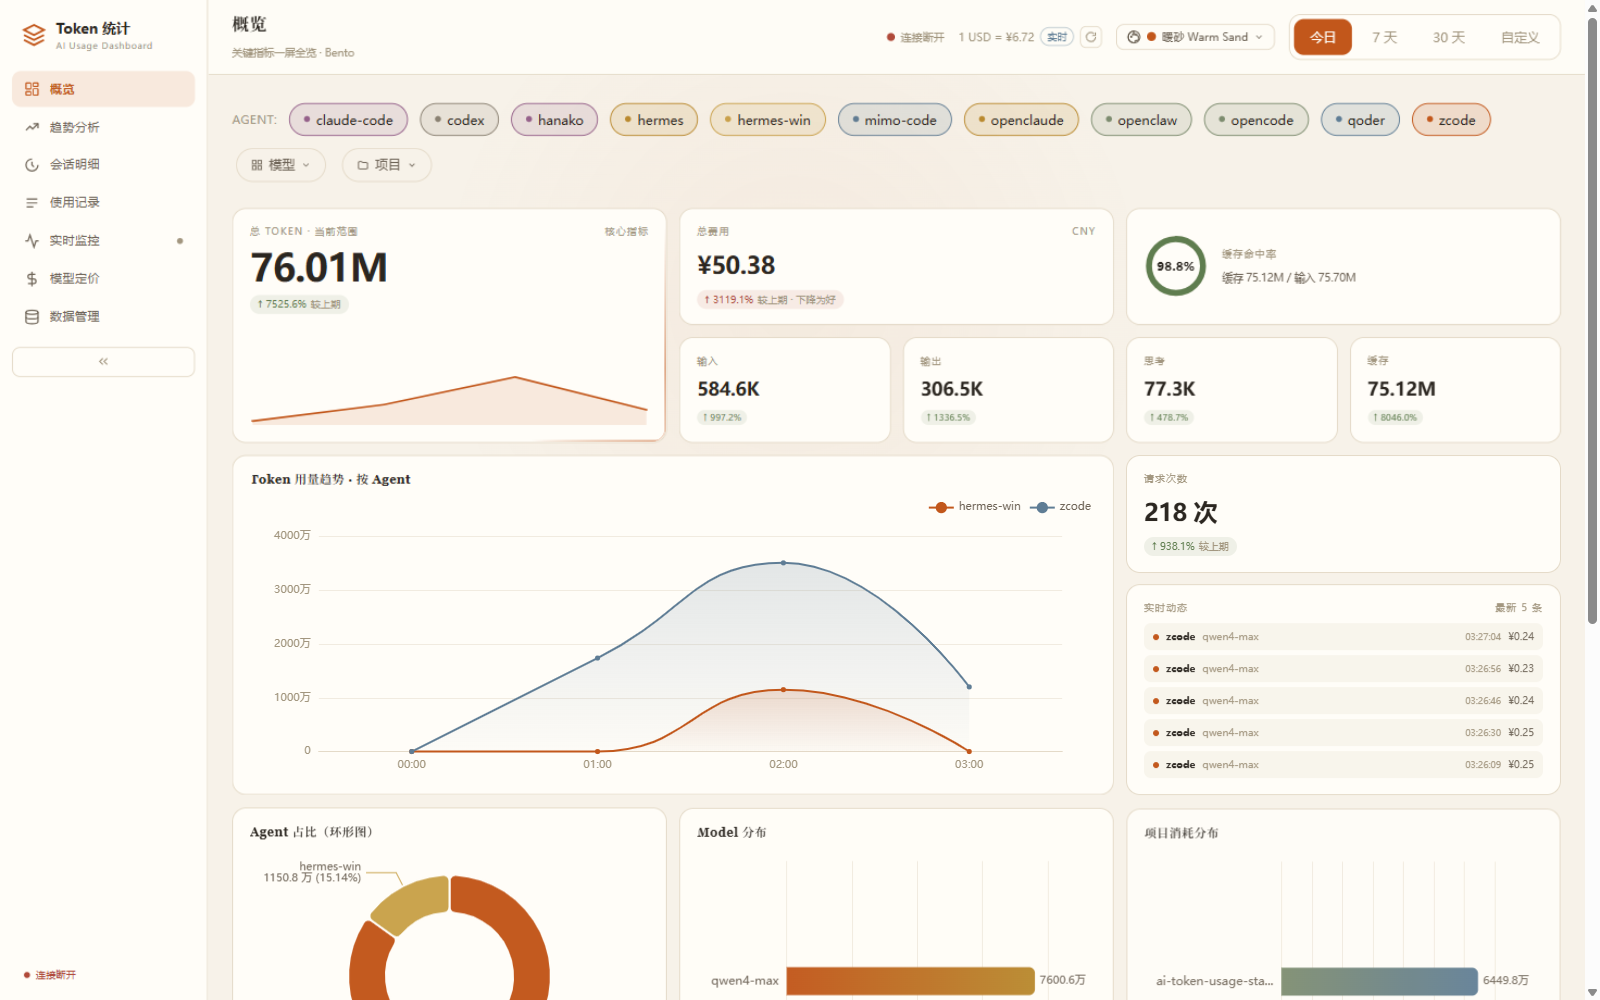 Token 统计
AI Usage Dashboard
概览
趋势分析
会话明细
使用记录
实时监控
模型定价
数据管理
«
连接断开
概览
关键指标一屏全览 · Bento
连接断开
1 USD = ¥6.72
实时
暖砂 Warm Sand
今日
7 天
30 天
自定义
AGENT:
claude-code
codex
hanako
hermes
hermes-win
mimo-code
openclaude
openclaw
opencode
qoder
zcode
模型
项目
总 TOKEN · 当前范围
核心指标
76.01M
↑ 7525.6% 较上期
总费用
CNY
¥50.38
↑ 3119.1% 较上期 · 下降为好
98.8%
缓存命中率
缓存 75.12M / 输入 75.70M
输入
584.6K
↑ 997.2%
输出
306.5K
↑ 1336.5%
思考
77.3K
↑ 478.7%
缓存
75.12M
↑ 8046.0%
Token 用量趋势 · 按 Agent
hermes-win
zcode
4000万
3000万
2000万
1000万
0
00:00
01:00
02:00
03:00
请求次数
218 次
↑ 938.1% 较上期
实时动态
最新 5 条
zcode qwen4-max 03:27:04 ¥0.24
zcode qwen4-max 03:26:56 ¥0.23
zcode qwen4-max 03:26:46 ¥0.24
zcode qwen4-max 03:26:30 ¥0.25
zcode qwen4-max 03:26:09 ¥0.25
Agent 占比（环形图）
hermes-win
1150.8 万 (15.14%)
Model 分布
qwen4-max
7600.6万
项目消耗分布
ai-token-usage-sta...
6449.8万